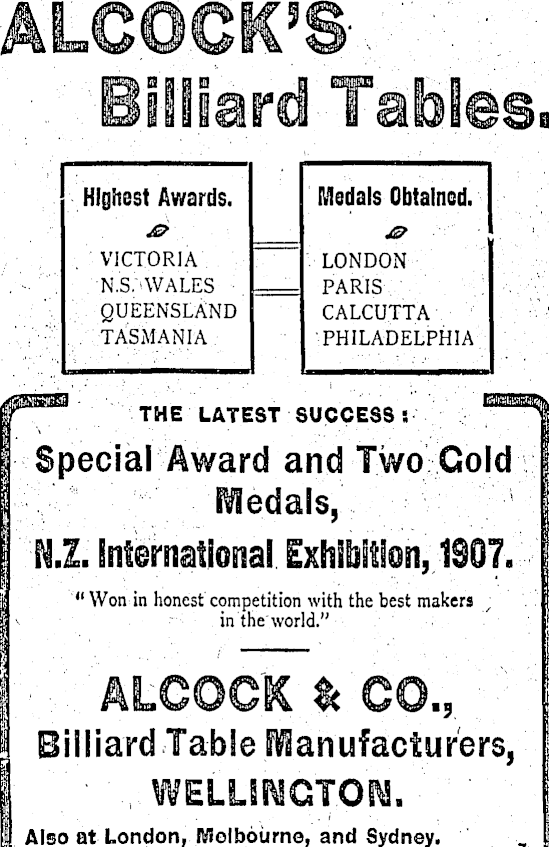 ALCOCK'S
Billiard Tables.
Highest Awards.
VICTORIA
N.S. WALES
QUEENSLAND
TASMANIA
Medals Obtained.
LONDON
PARIS
CALCUTTA
PHILADELPHIA
THE LATEST SUCCESS:
Special Award and Two Gold
Medals,
N.Z. International Exhibition, 1907.
"Won in honest competition with the best makers
in the world."
ALCOCK & CO.,
Billiard Table Manufacturers,
WELLINGTON.
Also at London, Melbourne, and Sydney.